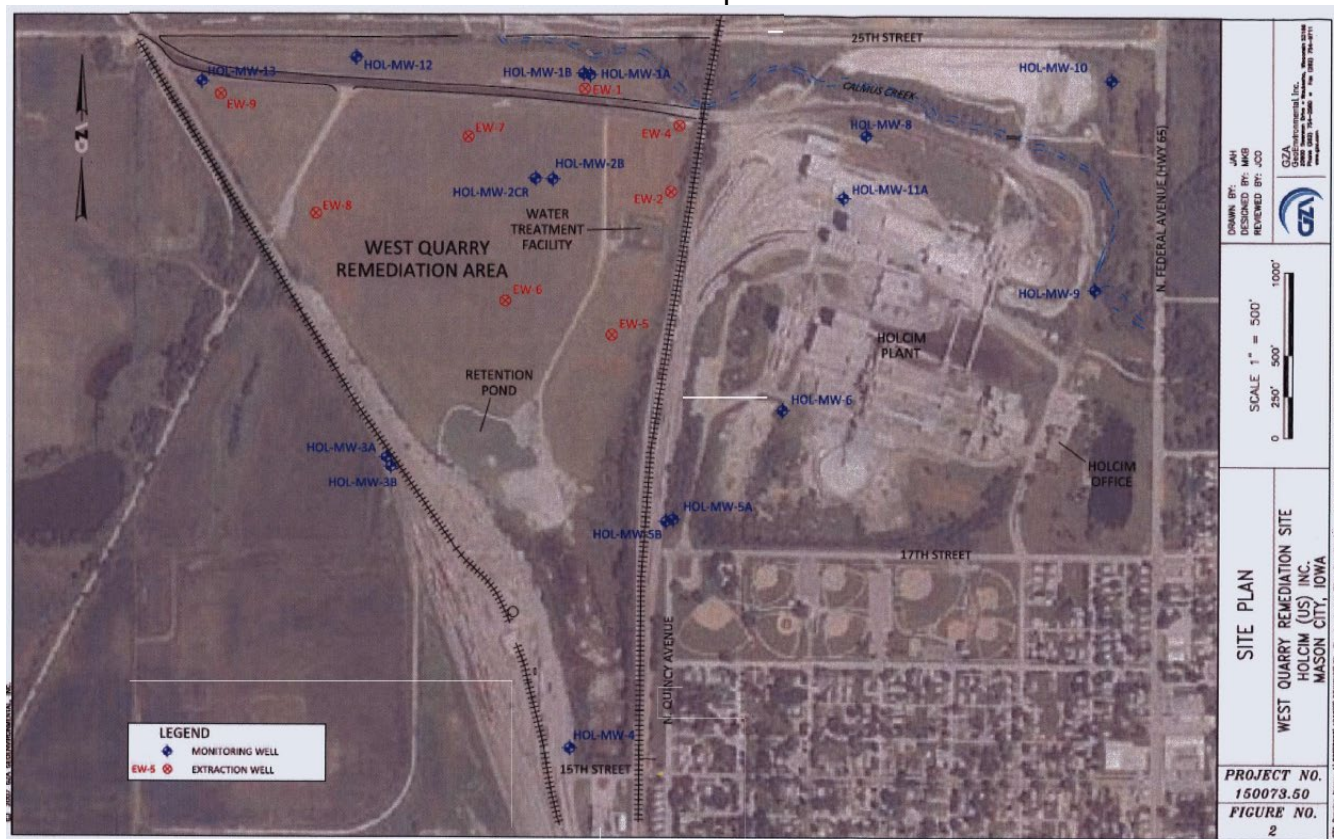 25TH STREET
HOL-MW-12
HOL-MW-13
HOL-MW-1B
HOL-MW-1A
HOL-MW-10
EW-9
EW-1
CALMUS CREEK
EW-7
EW-4
HOL-MW-8
HOL-MW-2B
HOL-MW-2CR
EW-2
HOL-MW-11A
EW-8
WATER
TREATMENT
FACILITY
WEST QUARRY
REMEDIATION AREA
N. FEDERAL AVENUE (HWY 65)
HOL-MW-9
EW-6
EW-5
HOLCIM
PLANT
RETENTION
POND
HOL-MW-6
HOL-MW-3A
HOL-MW-3B
HOLCIM
OFFICE
HOL-MW-5A
HOL-MW-5B
17TH STREET
N. QUINCY AVENUE
HOL-MW-4
15TH STREET
LEGEND
MONITORING WELL
EW-5 EXTRACTION WELL
DRAWN BY: JAH
DESIGNED BY: MKB
REVIEWED BY: JCO
GZA
GeoEnvironmental, Inc.
GZA
SCALE 1" = 500'
0 250' 500' 1000'
SITE PLAN
WEST QUARRY REMEDIATION SITE
HOLCIM (US) INC.
MASON CITY, IOWA
PROJECT NO.
150073.50
FIGURE NO.
2